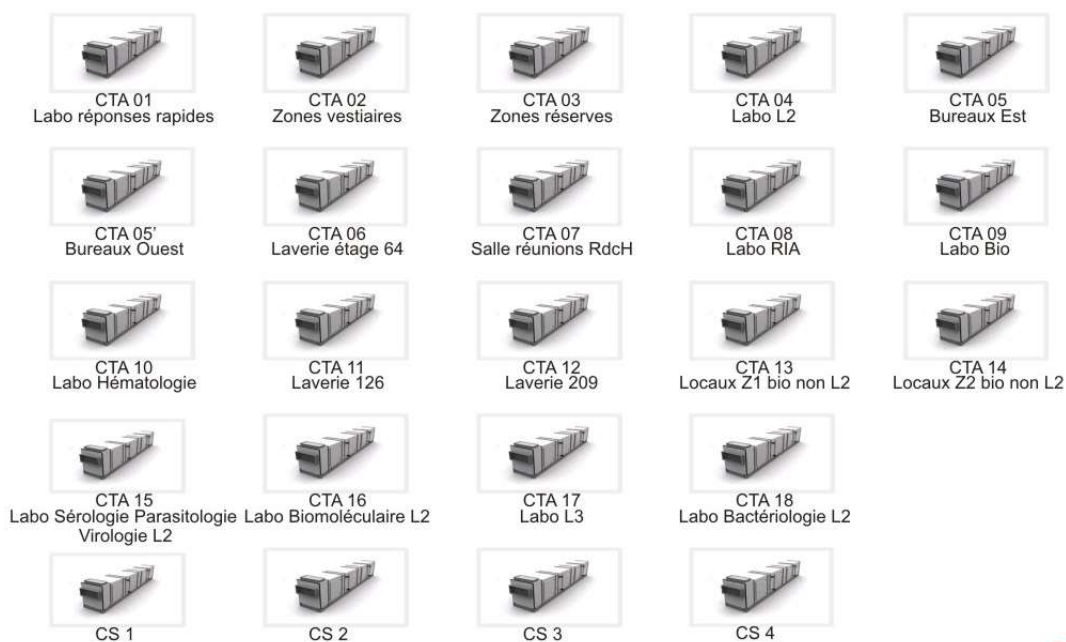 CTA 01
Labo réponses rapides
CTA 02
Zones vestiaires
CTA 03
Zones réserves
CTA 04
Labo L2
CTA 05
Bureaux Est
CTA 05'
Bureaux Ouest
CTA 06
Laverie étage 64
CTA 07
Salle réunions RdcH
CTA 08
Labo RIA
CTA 09
Labo Bio
CTA 10
Labo Hématologie
CTA 11
Laverie 126
CTA 12
Laverie 209
CTA 13
Locaux Z1 bio non L2
CTA 14
Locaux Z2 bio non L2
CTA 15
Labo Sérologie Parasitologie
Virologie L2
CTA 16
Labo Biomoléculaire L2
CTA 17
Labo L3
CTA 18
Labo Bactériologie L2
CS 1
CS 2
CS 3
CS 4